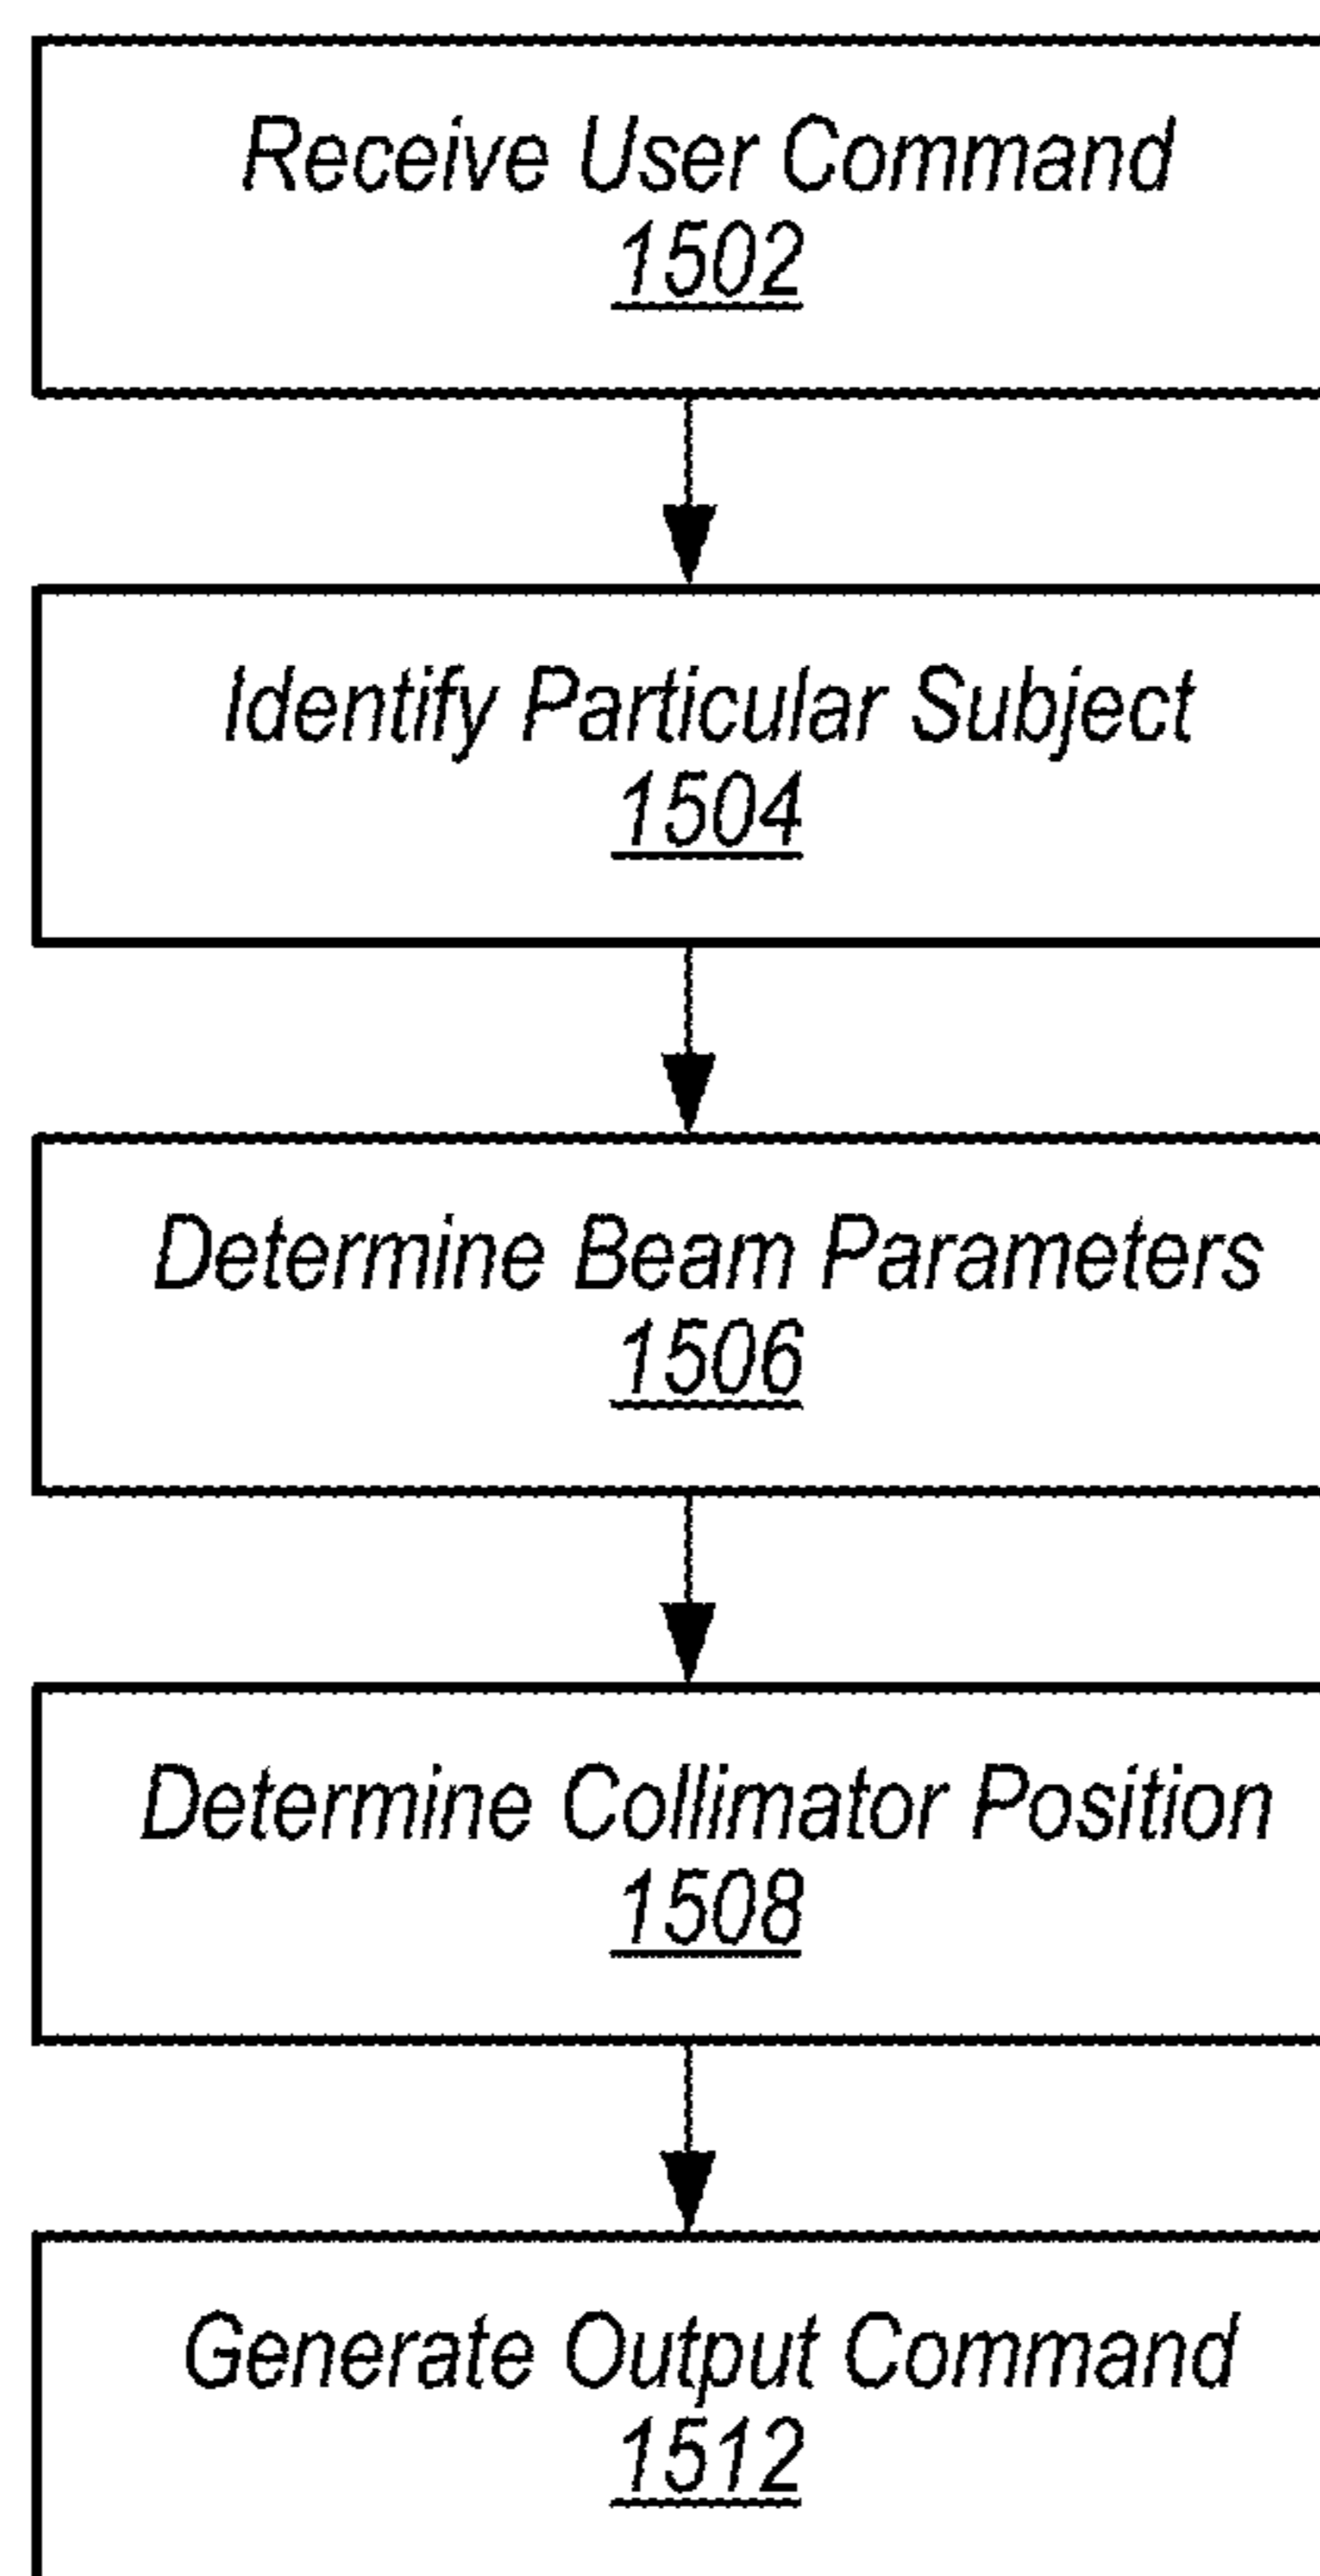 Receive User Command
1502
Identify Particular Subject
1504
Determine Beam Parameters
1506
Determine Collimator Position
1508
Generate Output Command
1512